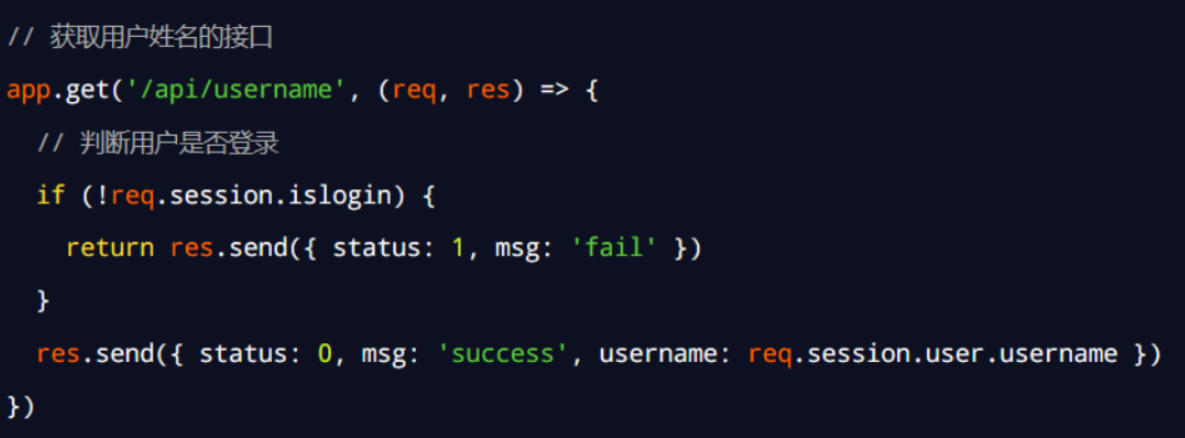 // 获取用户姓名的接口
app.get('/api/username', (req, res) => {
  // 判断用户是否登录
  if (!req.session.islogin) {
    return res.send({ status: 1, msg: 'fail' })
  }
  res.send({ status: 0, msg: 'success', username: req.session.user.username })
})